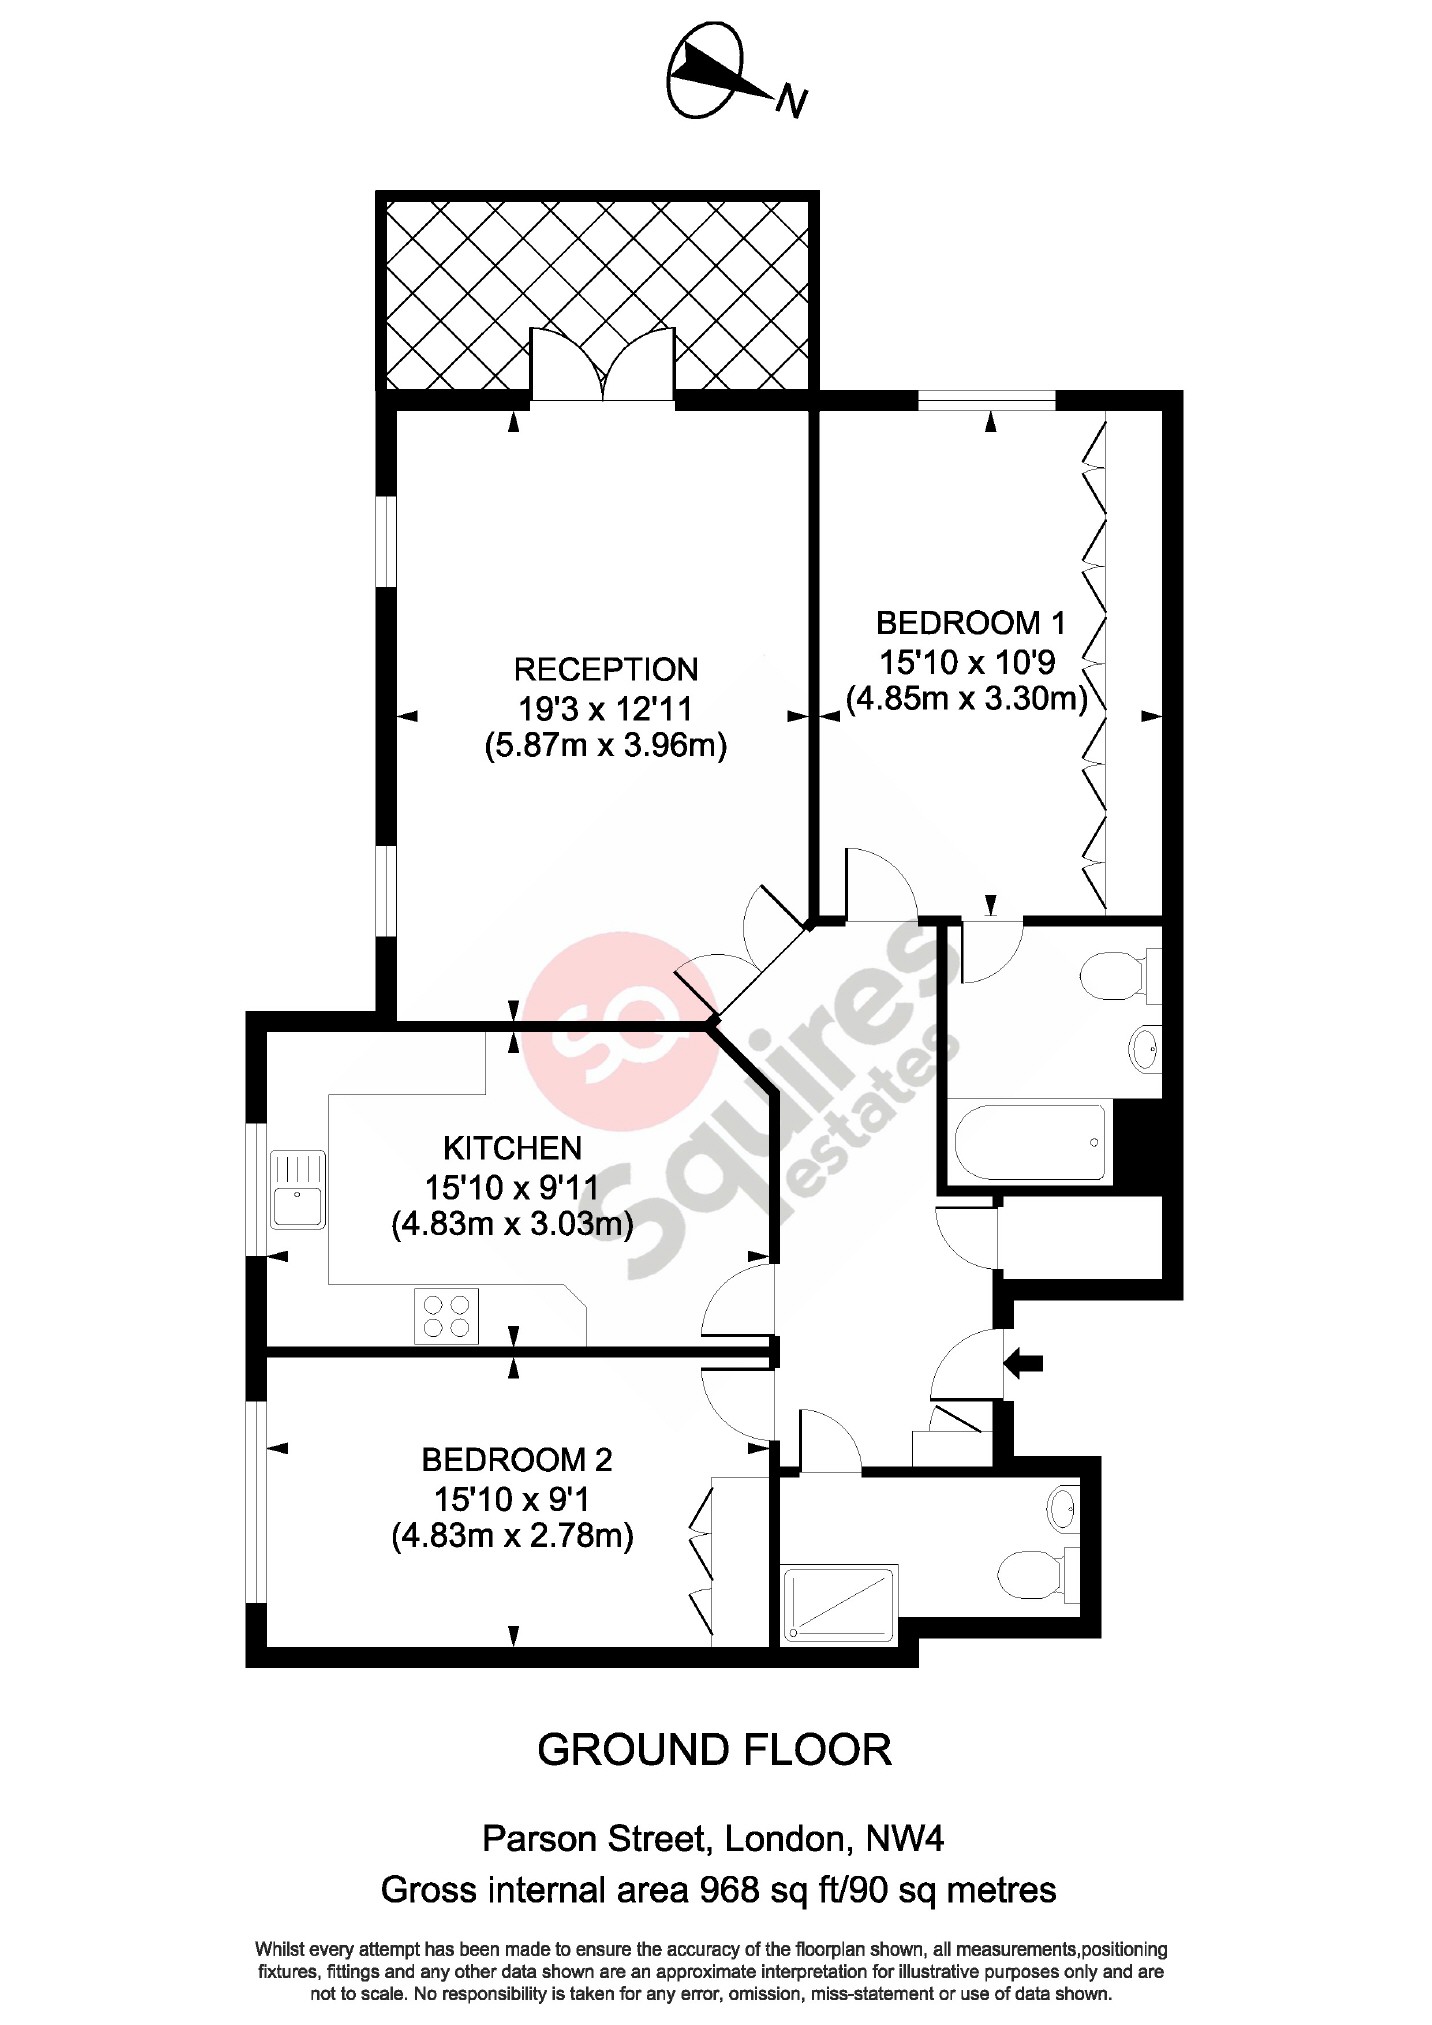 N
RECEPTION
19'3 x 12'11
(5.87m x 3.96m)
BEDROOM 1
15'10 x 10'9
(4.85m x 3.30m)
SQ
Squires
estates
KITCHEN
15'10 x 9'11
(4.83m x 3.03m)
BEDROOM 2
15'10 x 9'1
(4.83m x 2.78m)
GROUND FLOOR
Parson Street, London, NW4
Gross internal area 968 sq ft/90 sq metres
Whilst every attempt has been made to ensure the accuracy of the floorplan shown, all measurements,positioning
fixtures, fittings and any other data shown are an approximate interpretation for illustrative purposes only and are
not to scale. No responsibility is taken for any error, omission, miss-statement or use of data shown.